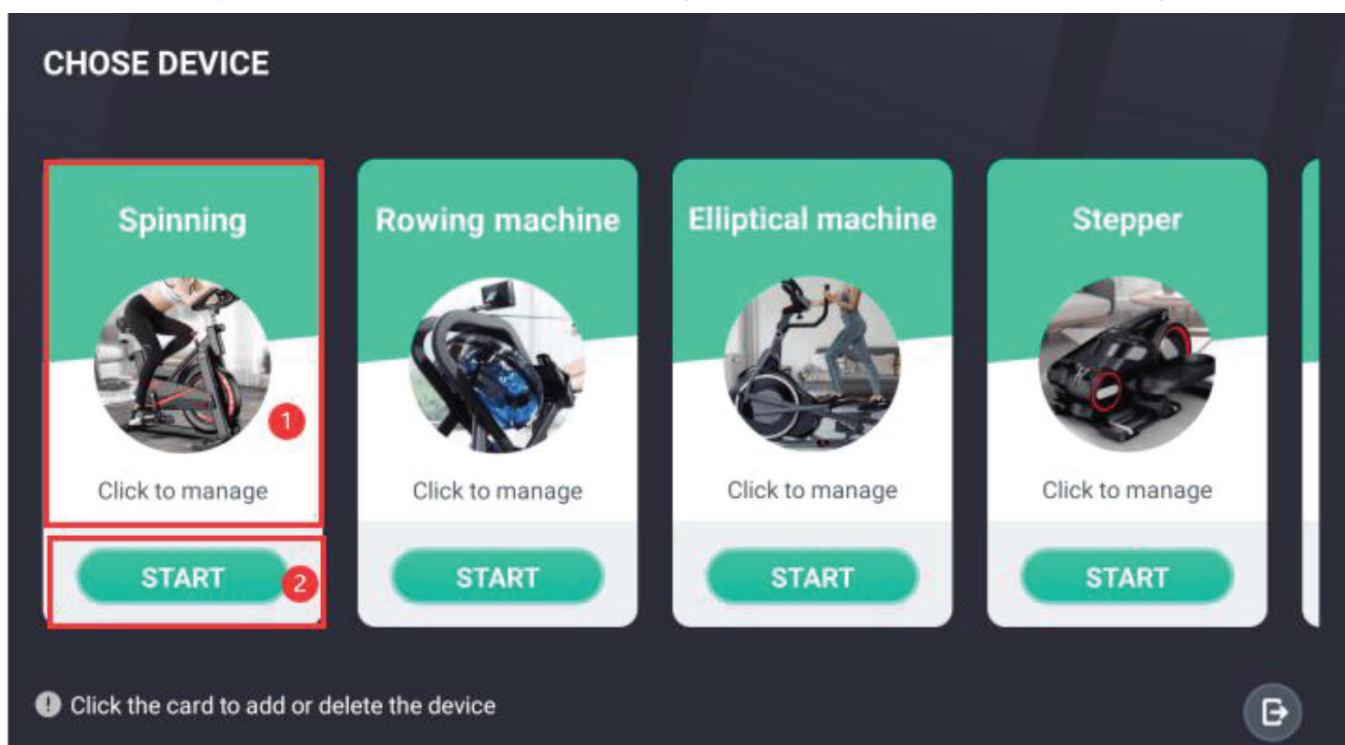 CHOSE DEVICE
Spinning
Rowing machine
Elliptical machine
Stepper
1
Click to manage
Click to manage
Click to manage
Click to manage
START
2
START
START
START
Click the card to add or delete the device